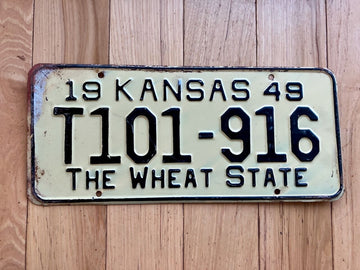 19 KANSAS 49
T101-916
THE WHEAT STATE